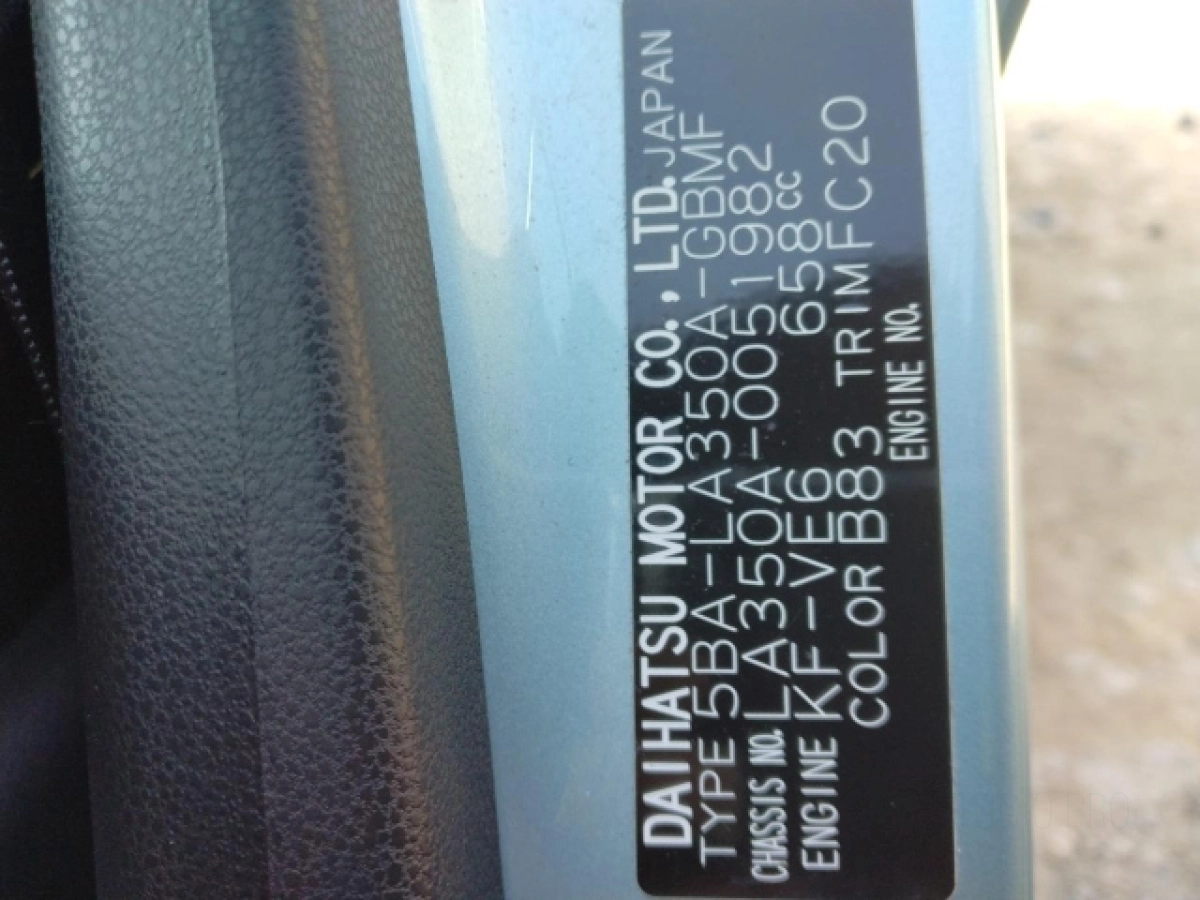 DAIHATSU MOTOR CO., LTD. JAPAN
TYPE 5BA-LA350A-GBMF
CHASSIS NO. LA350A-0051982
ENGINE KF-VE6 658cc
COLOR B83 TRIM FC20
ENGINE NO.